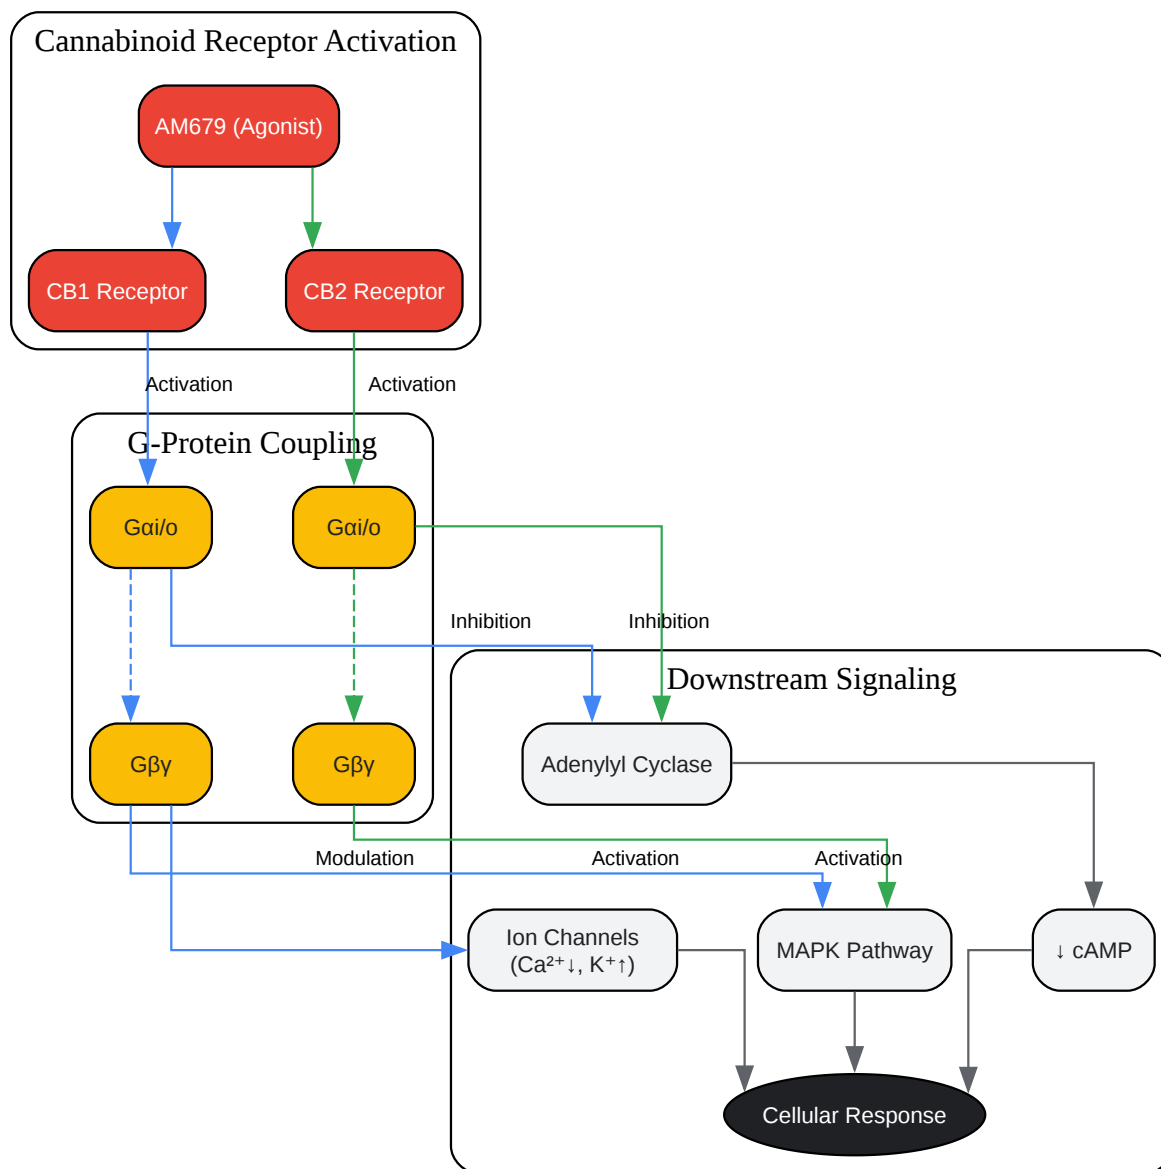 Cannabinoid Receptor Activation
AM679 (Agonist)
CB1 Receptor
CB2 Receptor
Activation
Activation
G-Protein Coupling
Gαi/o
Gαi/o
Inhibition
Inhibition
Downstream Signaling
Gβγ
Gβγ
Adenylyl Cyclase
Modulation
Activation
Activation
Ion Channels
(Ca²⁺↓, K⁺↑)
MAPK Pathway
↓ cAMP
Cellular Response